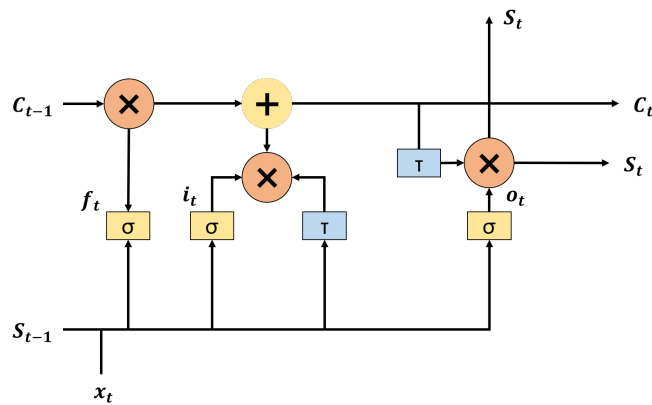 S_t
C_{t-1} × + C_t
τ × S_t
f_t i_t o_t
σ σ τ σ
S_{t-1}
x_t